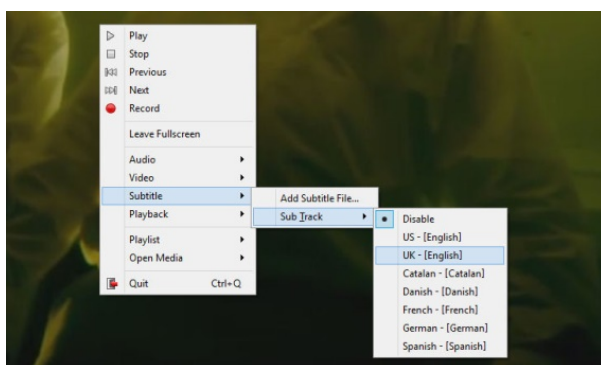 Play
Stop
Previous
Next
Record
Leave Fullscreen
Audio
Video
Subtitle
Playback
Playlist
Open Media
Quit Ctrl+Q
Add Subtitle File...
Sub Track
Disable
US - [English]
UK - [English]
Catalan - [Catalan]
Danish - [Danish]
French - [French]
German - [German]
Spanish - [Spanish]